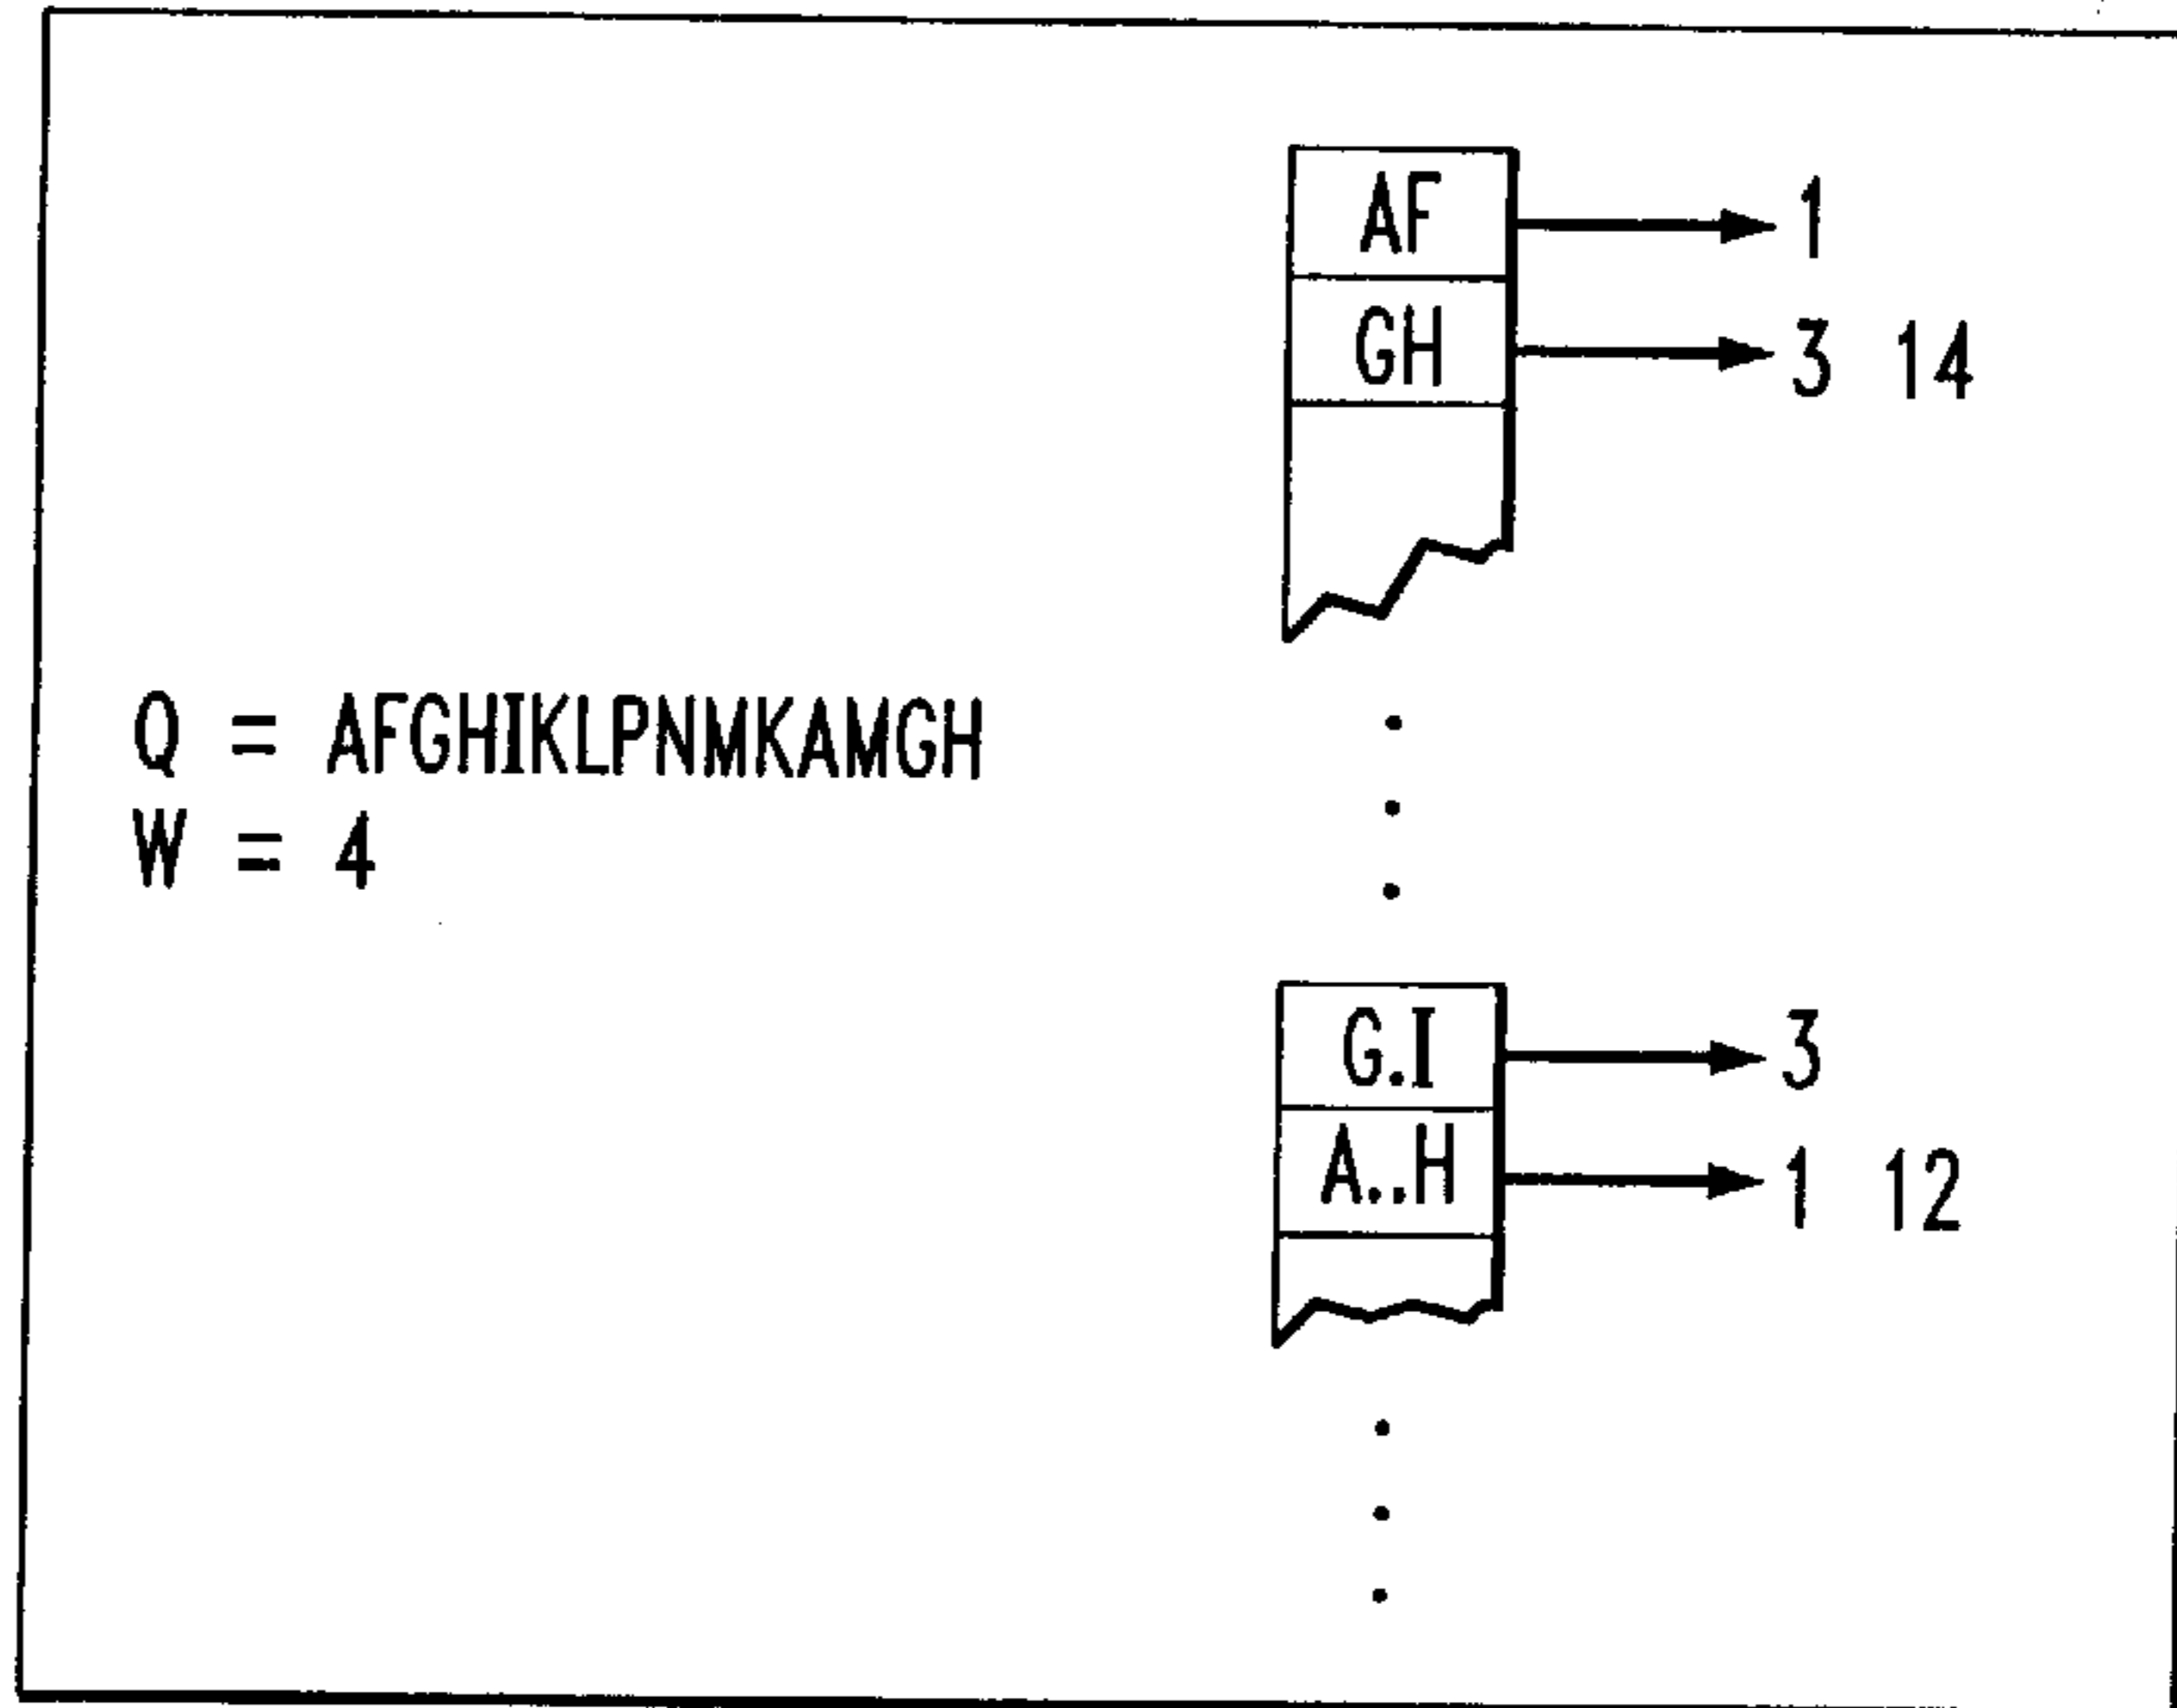 AF 1
GH 3 14
Q = AFGHIKLPNMKAMGH
W = 4
G.I 3
A..H 1 12